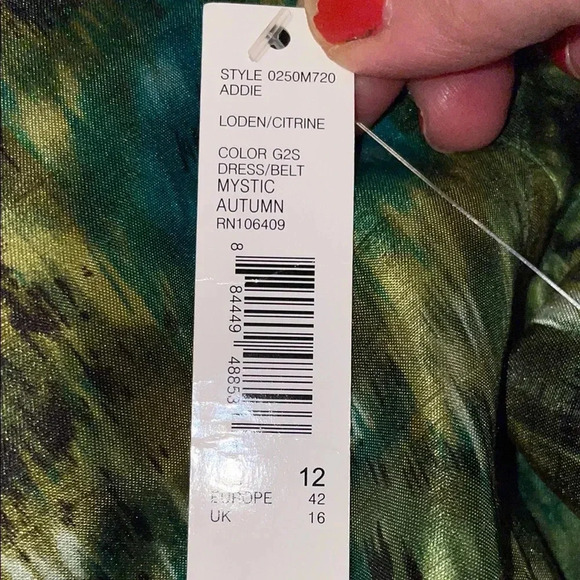 STYLE 0250M720
ADDIE
LODEN/CITRINE
COLOR G2S
DRESS/BELT
MYSTIC
AUTUMN
RN106409
8 84449 48853
12
EUROPE 42
UK 16